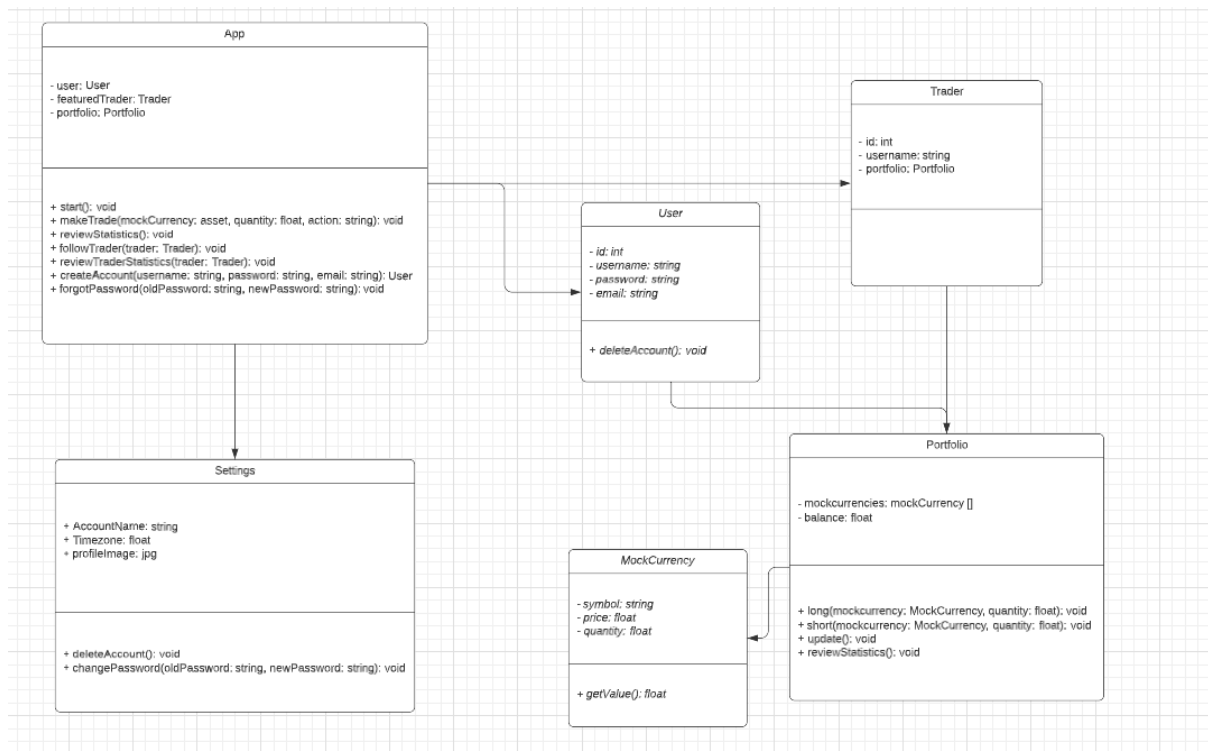 App
- user: User
- featuredTrader: Trader
- portfolio: Portfolio
+ start(): void
+ makeTrade(mockCurrency: asset, quantity: float, action: string): void
+ reviewStatistics(): void
+ followTrader(trader: Trader): void
+ reviewTraderStatistics(trader: Trader): void
+ createAccount(username: string, password: string, email: string): User
+ forgotPassword(oldPassword: string, newPassword: string): void
Trader
- id: int
- username: string
- portfolio: Portfolio
User
- id: int
- username: string
- password: string
- email: string
+ deleteAccount(): void
Settings
+ AccountName: string
+ Timezone: float
+ profileImage: jpg
+ deleteAccount(): void
+ changePassword(oldPassword: string, newPassword: string): void
Portfolio
- mockcurrencies: mockCurrency []
- balance: float
+ long(mockcurrency: MockCurrency, quantity: float): void
+ short(mockcurrency: MockCurrency, quantity: float): void
+ update(): void
+ reviewStatistics(): void
MockCurrency
- symbol: string
- price: float
- quantity: float
+ getValue(): float